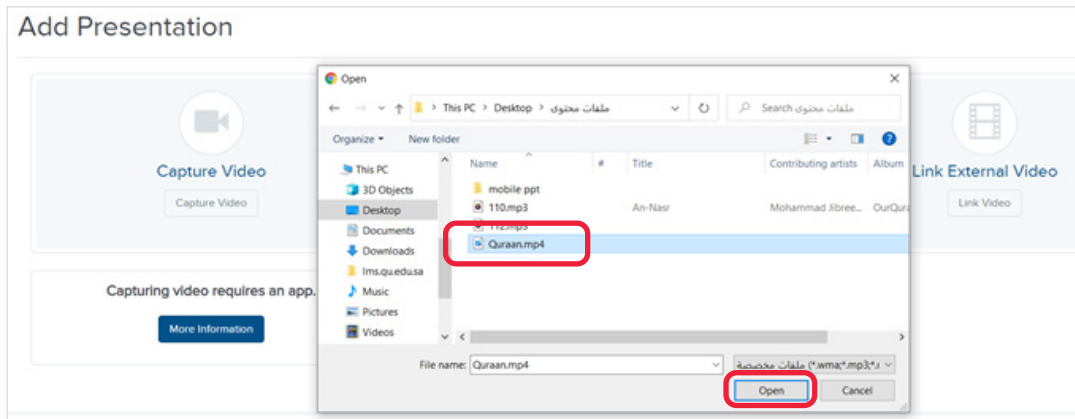 Add Presentation
Open
This PC > Desktop > ملفات محتوى
Search ملفات محتوى
Organize
New folder
Name
#
Title
Contributing artists
Album
This PC
3D Objects
Desktop
Documents
Downloads
lms.qu.edu.sa
Music
Pictures
Videos
mobile ppt
110.mp3
An-Nasr
Mohammad Jibree...
OurQura
112.mp3
Quraan.mp4
File name:
Quraan.mp4
ملفات مخصصة (*.wma;*.mp3;*.
Open
Cancel
Capture Video
Capture Video
Capturing video requires an app.
More Information
Link External Video
Link Video